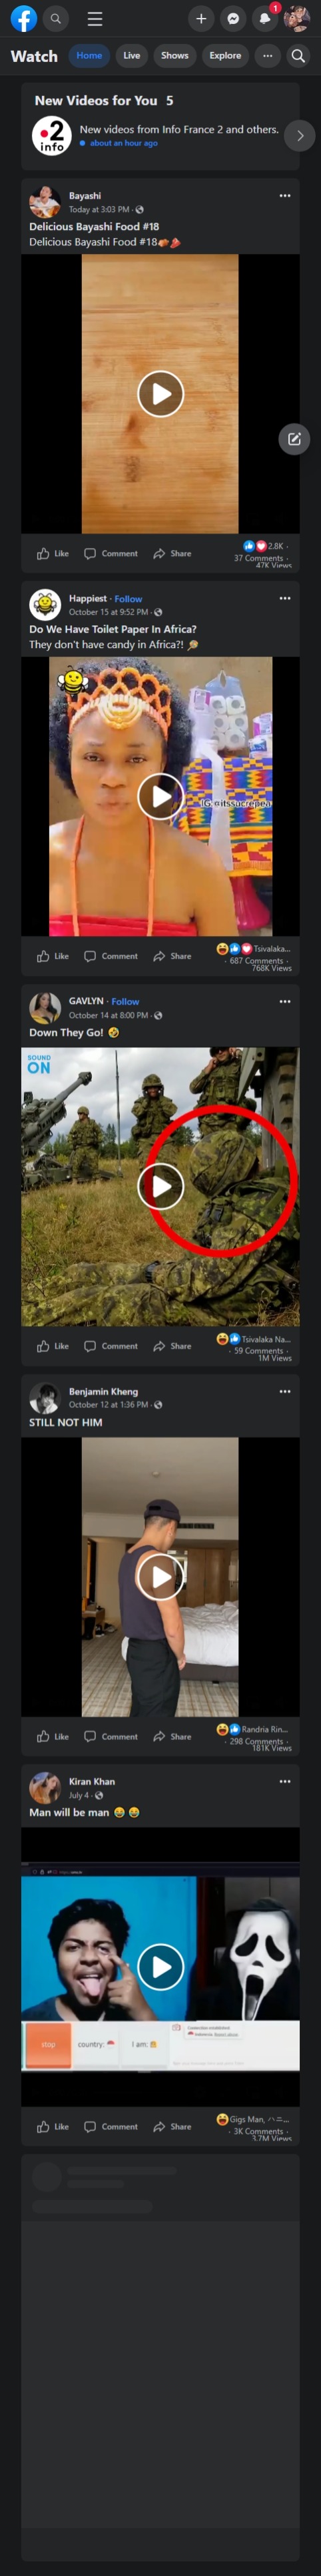 1
Watch
Home
Live
Shows
Explore
New Videos for You 5
2
info
New videos from Info France 2 and others.
about an hour ago
Bayashi
Today at 3:03 PM ·
Delicious Bayashi Food #18
Delicious Bayashi Food #18
Like
Comment
Share
2.8K ·
37 Comments ·
47K Views
Happiest · Follow
October 15 at 9:52 PM ·
Do We Have Toilet Paper In Africa?
They don't have candy in Africa?!
Like
Comment
Share
Tsivalaka...
· 687 Comments ·
768K Views
GAVLYN · Follow
October 14 at 8:00 PM ·
Down They Go! 🤣
SOUND
ON
Like
Comment
Share
Tsivalaka Na...
· 59 Comments ·
1M Views
Benjamin Kheng
October 12 at 1:36 PM ·
STILL NOT HIM
Like
Comment
Share
Randria Rin...
· 298 Comments ·
181K Views
Kiran Khan
July 4 ·
Man will be man 😂 😂
stop
country:
I am:
Like
Comment
Share
Gigs Man, ハニ...
· 3K Comments ·
3.7M Views